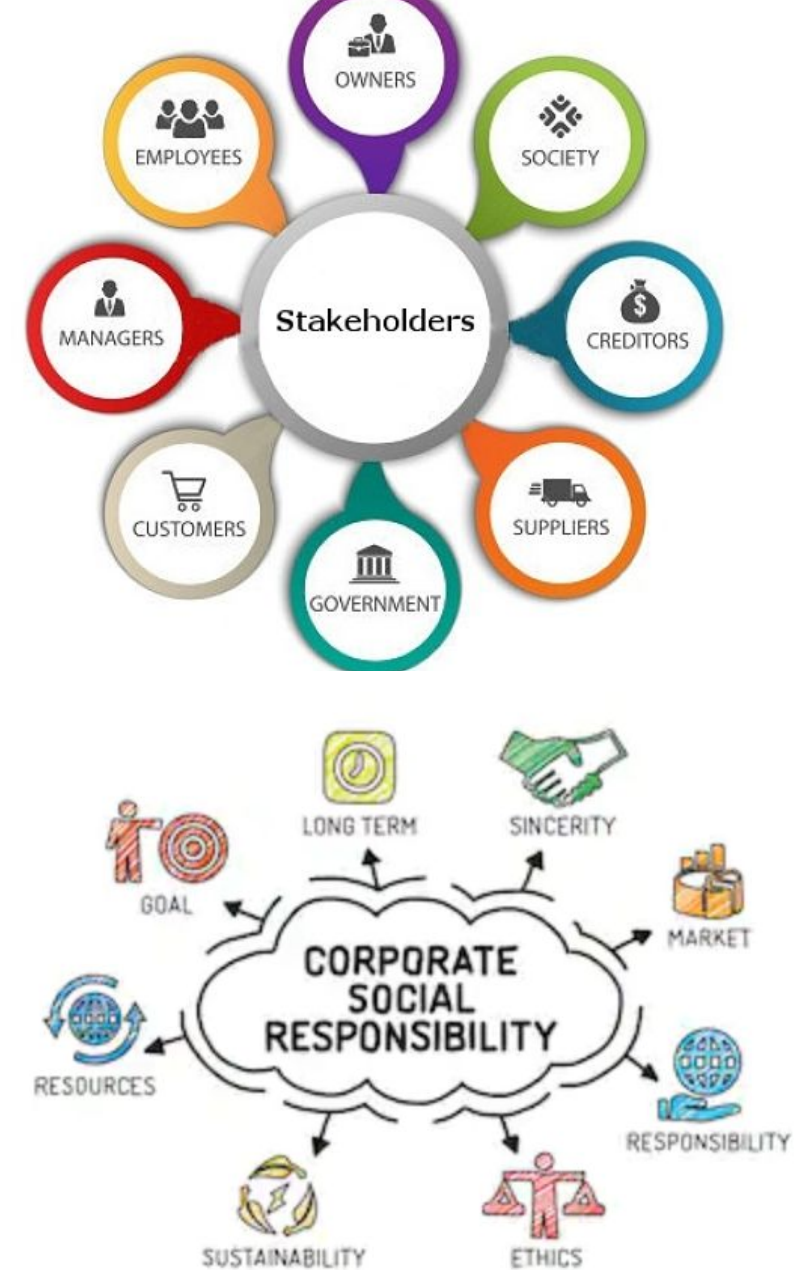 OWNERS
EMPLOYEES
SOCIETY
Stakeholders
MANAGERS
CREDITORS
CUSTOMERS
SUPPLIERS
GOVERNMENT
LONG TERM
SINCERITY
GOAL
MARKET
CORPORATE
SOCIAL
RESPONSIBILITY
RESOURCES
RESPONSIBILITY
SUSTAINABILITY
ETHICS